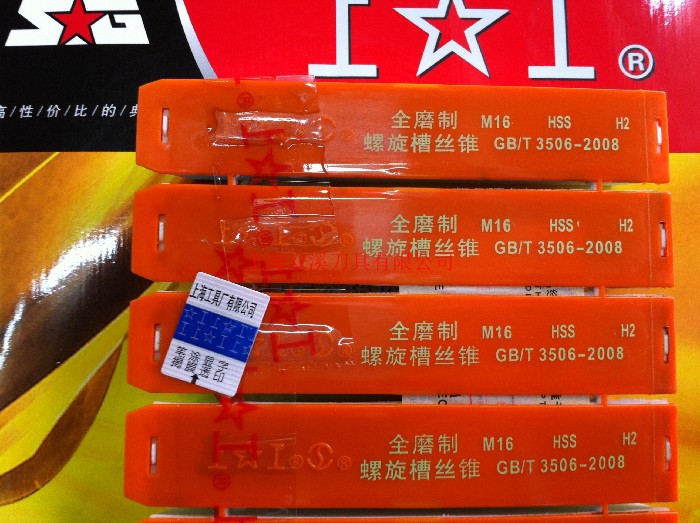 SG
工☆工®
高/性/价/比/的/典
全磨制 M16 HSS H2
螺旋槽丝锥 GB/T 3506-2008
全磨制 M16 HSS H2
螺旋槽丝锥 GB/T 3506-2008
溪刀具有限公司
上海工具厂有限公司
全磨制 M16 HSS H2
螺旋槽丝锥 GB/T 3506-2008
全磨制 M16 HSS H2
螺旋槽丝锥 GB/T 3506-2008